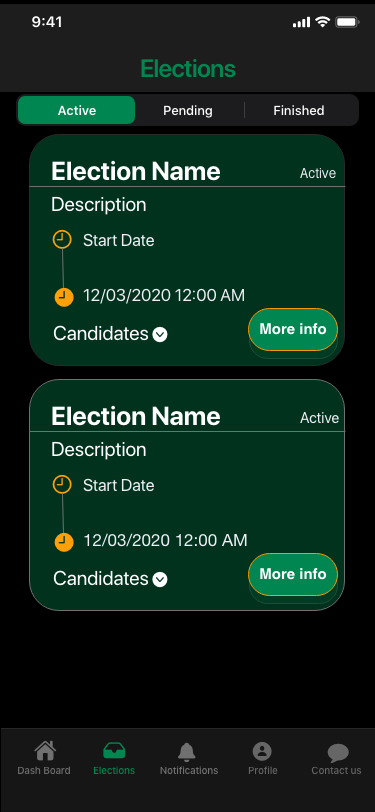 9:41
Elections
Active Pending Finished
Election Name Active
Description
Start Date
12/03/2020 12:00 AM
Candidates More info
Election Name Active
Description
Start Date
12/03/2020 12:00 AM
Candidates More info
Dash Board Elections Notifications Profile Contact us